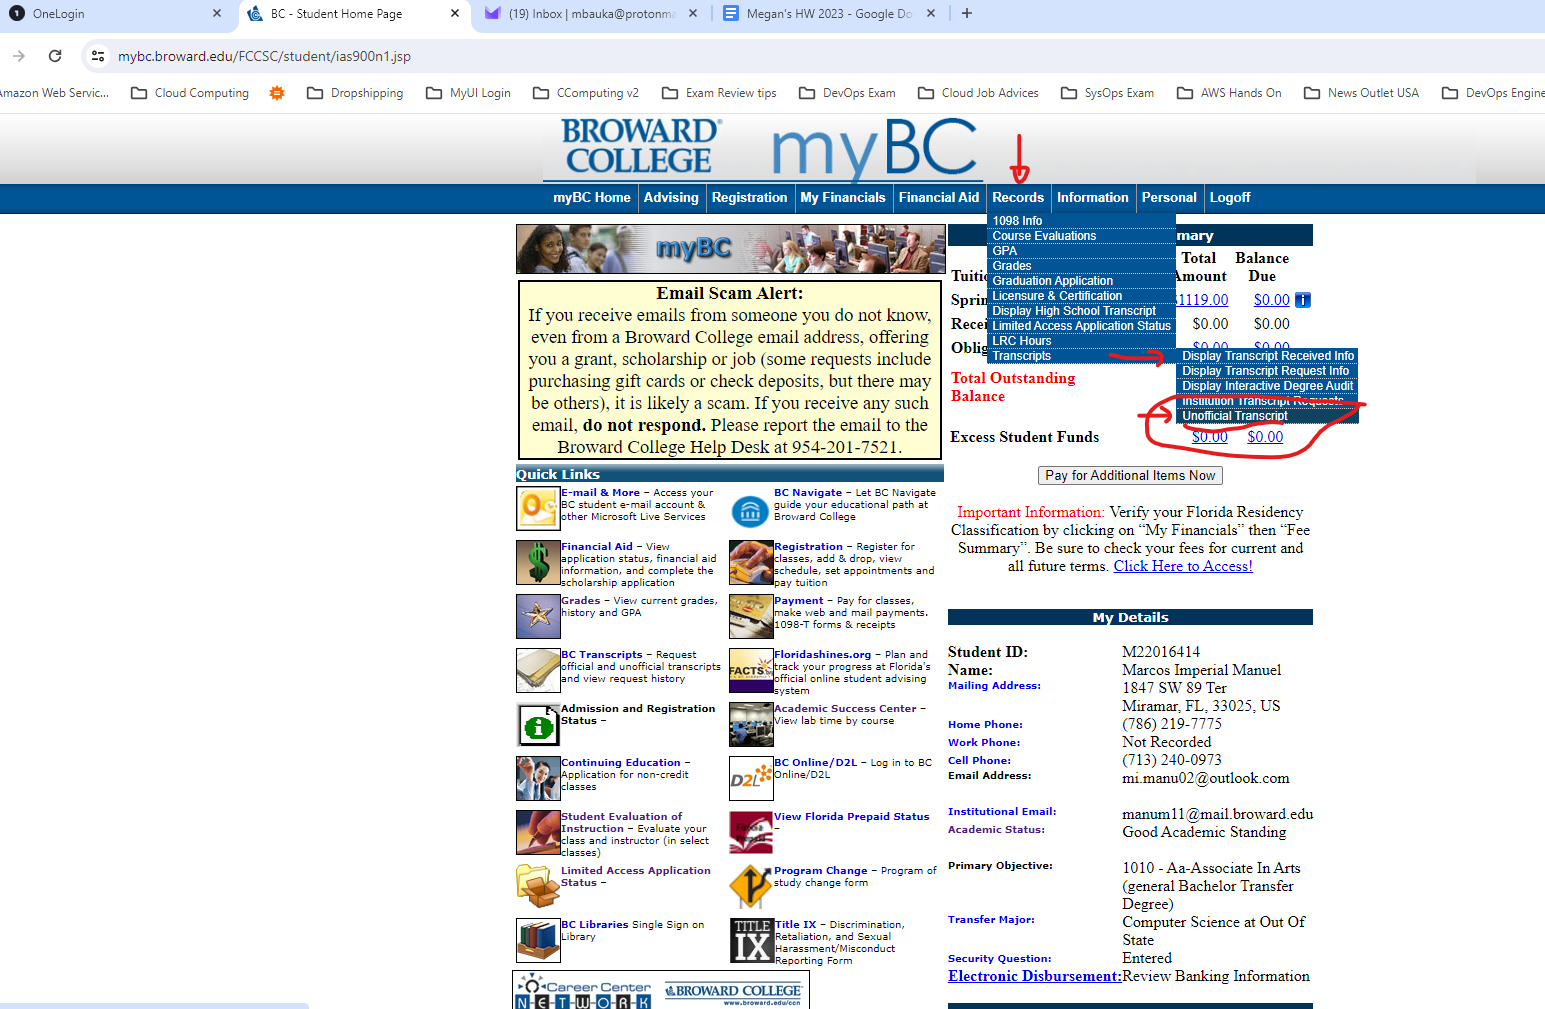 OneLogin
BC - Student Home Page
(19) Inbox | mbauka@protonma
Megan's HW 2023 - Google Do
mybc.broward.edu/FCCSC/student/ias900n1.jsp
Amazon Web Servic...
Cloud Computing
Dropshipping
MyUI Login
CComputing v2
Exam Review tips
DevOps Exam
Cloud Job Advices
SysOps Exam
AWS Hands On
News Outlet USA
DevOps Engine
BROWARD
COLLEGE
myBC
myBC Home
Advising
Registration
My Financials
Financial Aid
Records
Information
Personal
Logoff
1098 Info
Course Evaluations
GPA
Grades
Graduation Application
Licensure & Certification
Display High School Transcript
Limited Access Application Status
LRC Hours
Transcripts
Display Transcript Received Info
Display Transcript Request Info
Display Interactive Degree Audit
Institution Transcript Requests
Unofficial Transcript
myBC
Email Scam Alert:
If you receive emails from someone you do not know,
even from a Broward College email address, offering
you a grant, scholarship or job (some requests include
purchasing gift cards or check deposits, but there may
be others), it is likely a scam. If you receive any such
email, do not respond. Please report the email to the
Broward College Help Desk at 954-201-7521.
Quick Links
E-mail & More – Access your
BC student e-mail account &
other Microsoft Live Services
BC Navigate – Let BC Navigate
guide your educational path at
Broward College
Financial Aid – View
application status, financial aid
information, and complete the
scholarship application
Registration – Register for
classes, add & drop, view
schedule, set appointments and
pay tuition
Grades – View current grades,
history and GPA
Payment – Pay for classes,
make web and mail payments.
1098-T forms & receipts
BC Transcripts – Request
official and unofficial transcripts
and view request history
FACTS
Floridashines.org – Plan and
track your progress at Florida's
official online student advising
system
Admission and Registration
Status –
Academic Success Center –
View lab time by course
Continuing Education –
Application for non-credit
classes
D2L
BC Online/D2L – Log in to BC
Online/D2L
Student Evaluation of
Instruction – Evaluate your
class and instructor (in select
classes)
View Florida Prepaid Status
–
Limited Access Application
Status –
Program Change – Program of
study change form
BC Libraries Single Sign on
Library
TITLE
IX
Title IX – Discrimination,
Retaliation, and Sexual
Harassment/Misconduct
Reporting Form
Career Center
NETWORK
BROWARD COLLEGE
www.broward.edu/ccn
mary
Total
Amount
Balance
Due
Tuitio
Sprin
$1119.00
$0.00
Recei
$0.00
$0.00
Oblig
$0.00
$0.00
Total Outstanding
Balance
Excess Student Funds
$0.00
$0.00
Pay for Additional Items Now
Important Information: Verify your Florida Residency
Classification by clicking on “My Financials” then “Fee
Summary”. Be sure to check your fees for current and
all future terms. Click Here to Access!
My Details
Student ID: M22016414
Name: Marcos Imperial Manuel
Mailing Address: 1847 SW 89 Ter
Miramar, FL, 33025, US
Home Phone: (786) 219-7775
Work Phone: Not Recorded
Cell Phone: (713) 240-0973
Email Address: mi.manu02@outlook.com
Institutional Email: manum11@mail.broward.edu
Academic Status: Good Academic Standing
Primary Objective: 1010 - Aa-Associate In Arts
(general Bachelor Transfer
Degree)
Transfer Major: Computer Science at Out Of
State
Security Question: Entered
Electronic Disbursement: Review Banking Information